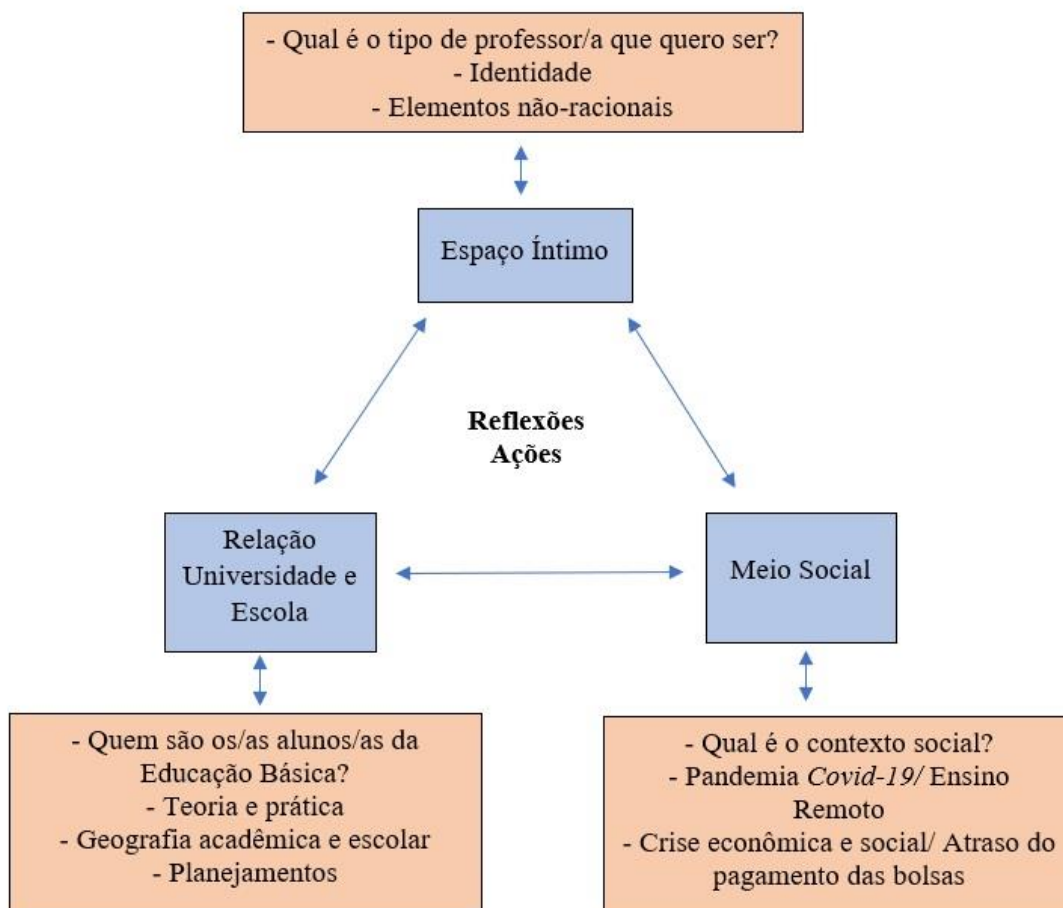 - Qual é o tipo de professor/a que quero ser?
- Identidade
- Elementos não-racionais
Espaço Íntimo
Reflexões
Ações
Relação
Universidade e
Escola
Meio Social
- Quem são os/as alunos/as da
Educação Básica?
- Teoria e prática
- Geografia acadêmica e escolar
- Planejamentos
- Qual é o contexto social?
- Pandemia Covid-19/ Ensino
Remoto
- Crise econômica e social/ Atraso do
pagamento das bolsas